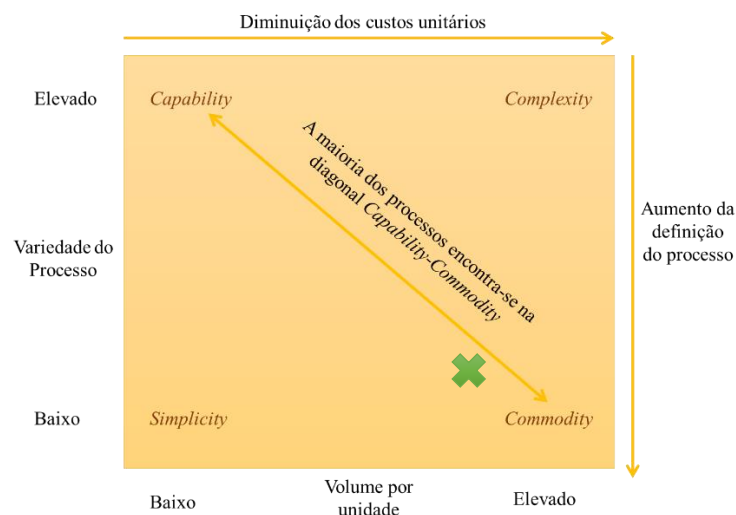 Diminuição dos custos unitários
Elevado
Capability
Complexity
A maioria dos processos encontra-se na
diagonal Capability-Commodity
Variedade do
Processo
Aumento da
definição
do processo
Baixo
Simplicity
Commodity
Baixo
Volume por
unidade
Elevado